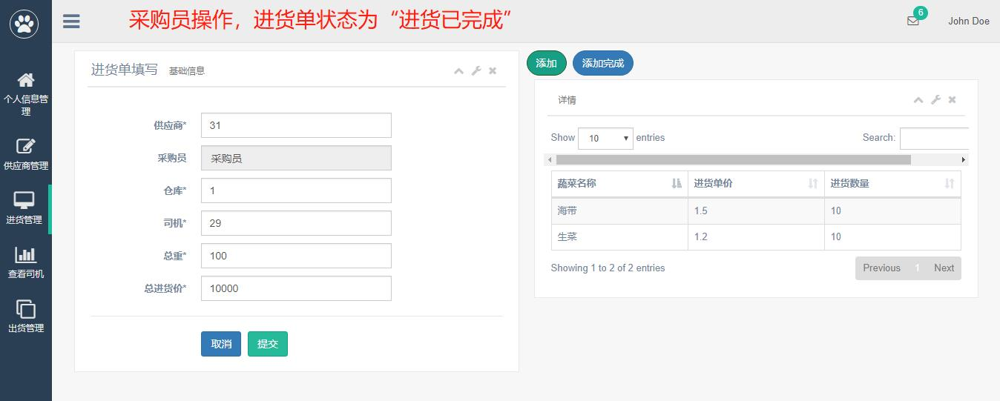 采购员操作，进货单状态为“进货已完成”
6
John Doe
个人信息管
理
供应商管理
进货管理
查看司机
出货管理
进货单填写 基础信息
供应商* 31
采购员 采购员
仓库* 1
司机* 29
总重* 100
总进货价* 10000
取消 提交
添加 添加完成
详情
Show 10 entries Search:
蔬菜名称 进货单价 进货数量
海带 1.5 10
生菜 1.2 10
Showing 1 to 2 of 2 entries Previous 1 Next